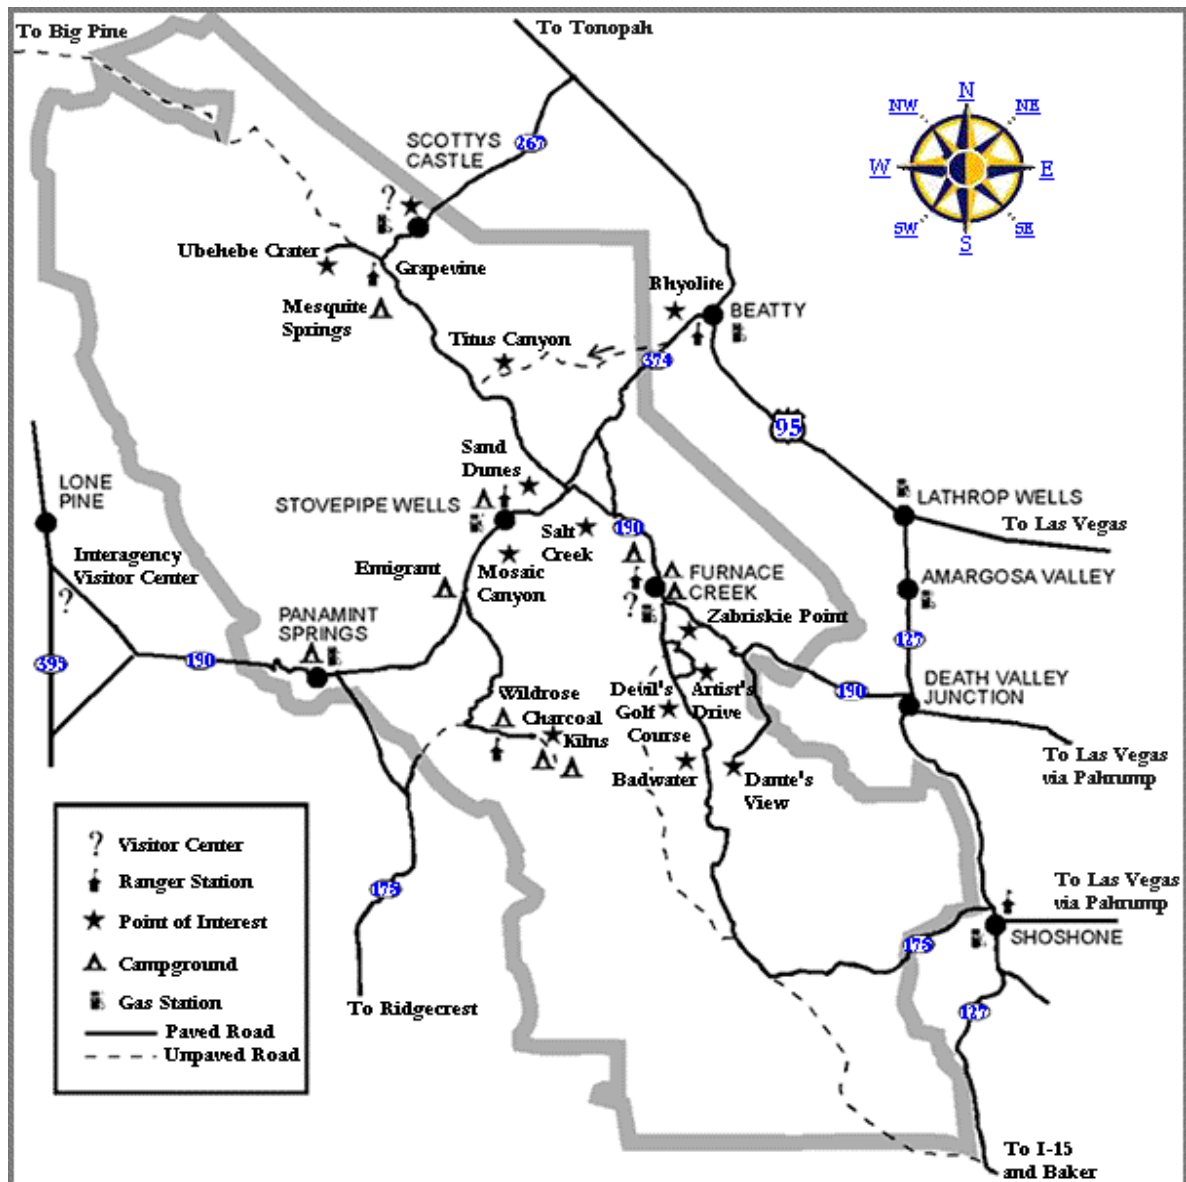 To Big Pine
To Tonopah
N
NW
NE
W
E
SW
SE
S
SCOTTYS
CASTLE
267
?
Ubehebe Crater
Grapevine
Mesquite
Springs
Rhyolite
BEATTY
Titus Canyon
374
95
Sand
Dunes
STOVEPIPE WELLS
LONE
PINE
LATHROP WELLS
To Las Vegas
Salt
Creek
190
Interagency
Visitor Center
?
Emigrant
Mosaic
Canyon
FURNACE
CREEK
?
AMARGOSA VALLEY
Zabriskie Point
PANAMINT
SPRINGS
127
395
190
190
DEATH VALLEY
JUNCTION
Wildrose
Charcoal
Kilns
Devil's
Golf
Course
Artist's
Drive
Badwater
Dante's
View
To Las Vegas
via Pahrump
? Visitor Center
Ranger Station
Point of Interest
Campground
Gas Station
Paved Road
Unpaved Road
To Las Vegas
via Pahrump
SHOSHONE
To Ridgecrest
127
To I-15
and Baker